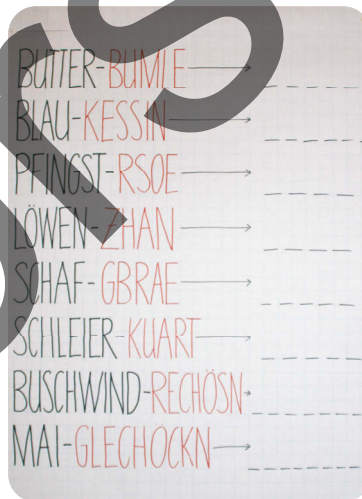 BUTTER-BUMLE
BLAU-KESSIN
PFINGST-RSOE
LÖWEN-ZHAN
SCHAF-GBRAE
SCHLEIER-KUART
BUSCHWIND-RECHÖSN
MAI-GLECHÖCKN